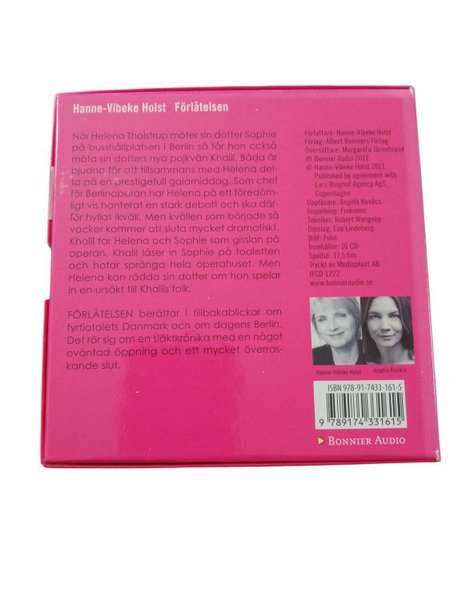 Hanne-Vibeke Holst Förlåtelsen
När Helena Tholstrup möter sin dotter Sophie
på busshållplatsen i Berlin så får hon också
möta sin dotters nya pojkvän Khalil. Båda är
bjudna för att tillsammans med Helena del-
ta på en prestigefull galamiddag. Som chef
för Berlinoperan har Helena på ett föredöm-
ligt vis hanterat en stark debatt och ska där-
för hyllas ikväll. Men kvällen som började så
vacker kommer att sluta mycket dramatiskt.
Khalil tar Helena och Sophie som gisslan på
operan. Khalil låser in Sophie på toaletten
och hotar spränga hela operahuset. Men
Helena kan rädda sin dotter om hon spelar
in en ursäkt till Khalils folk.
FÖRLÅTELSEN berättar i tillbakablickar om
fyrtiotalets Danmark och om dagens Berlin.
Det rör sig om en släktkrönika med en något
oväntad öppning och ett mycket överras-
kande slut.
Författare: Hanne-Vibeke Holst
Förlag: Albert Bonniers Förlag
Översättare: Margareta Järnebrand
℗ Bonnier Audio 2012
© Hanne-Vibeke Holst 2011
Published by agreement with
Lars Ringhof Agency ApS,
Copenhagen
Uppläsare: Angela Kovács
Inspelning: Frekvens
Tekniker: Robert Wangeby
Omslag: Eva Lindeberg
Bild: Folio
Innehåller: 16 CD
Speltid: 17,5 tim
Tryckt av Mediaplant AB
IFCD 1222
www.bonnieraudio.se
Hanne-Vibeke Holst Angela Kovács
ISBN 978-91-7433-161-5
9 789174 331615
BONNIER AUDIO